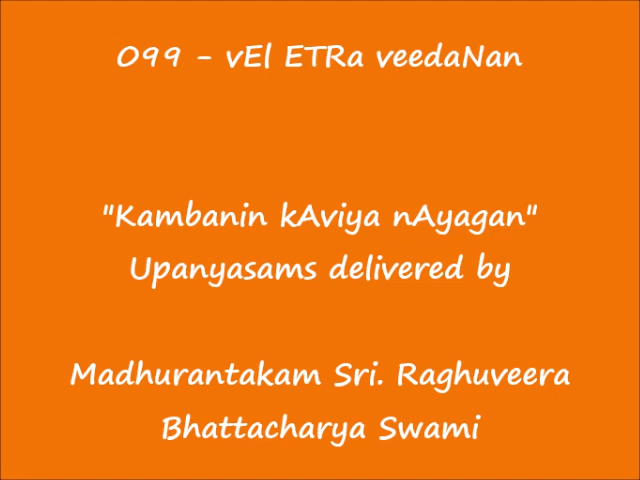 099 - vEl ETRa veedaNan
"Kambanin kAviya nAyagan"
Upanyasams delivered by
Madhurantakam Sri. Raghuveera
Bhattacharya Swami